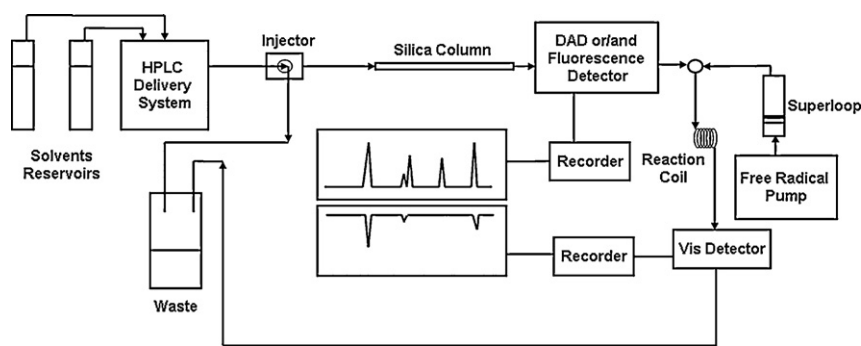 HPLC
Delivery
System
Injector
Silica Column
DAD or/and
Fluorescence
Detector
Superloop
Solvents
Reservoirs
Recorder
Reaction
Coil
Free Radical
Pump
Recorder
Vis Detector
Waste